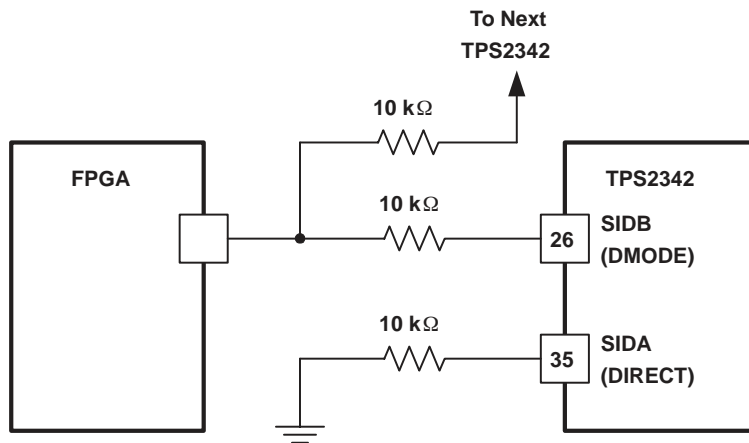 To Next
TPS2342
10 kΩ
FPGA
TPS2342
10 kΩ
26
SIDB
(DMODE)
10 kΩ
35
SIDA
(DIRECT)